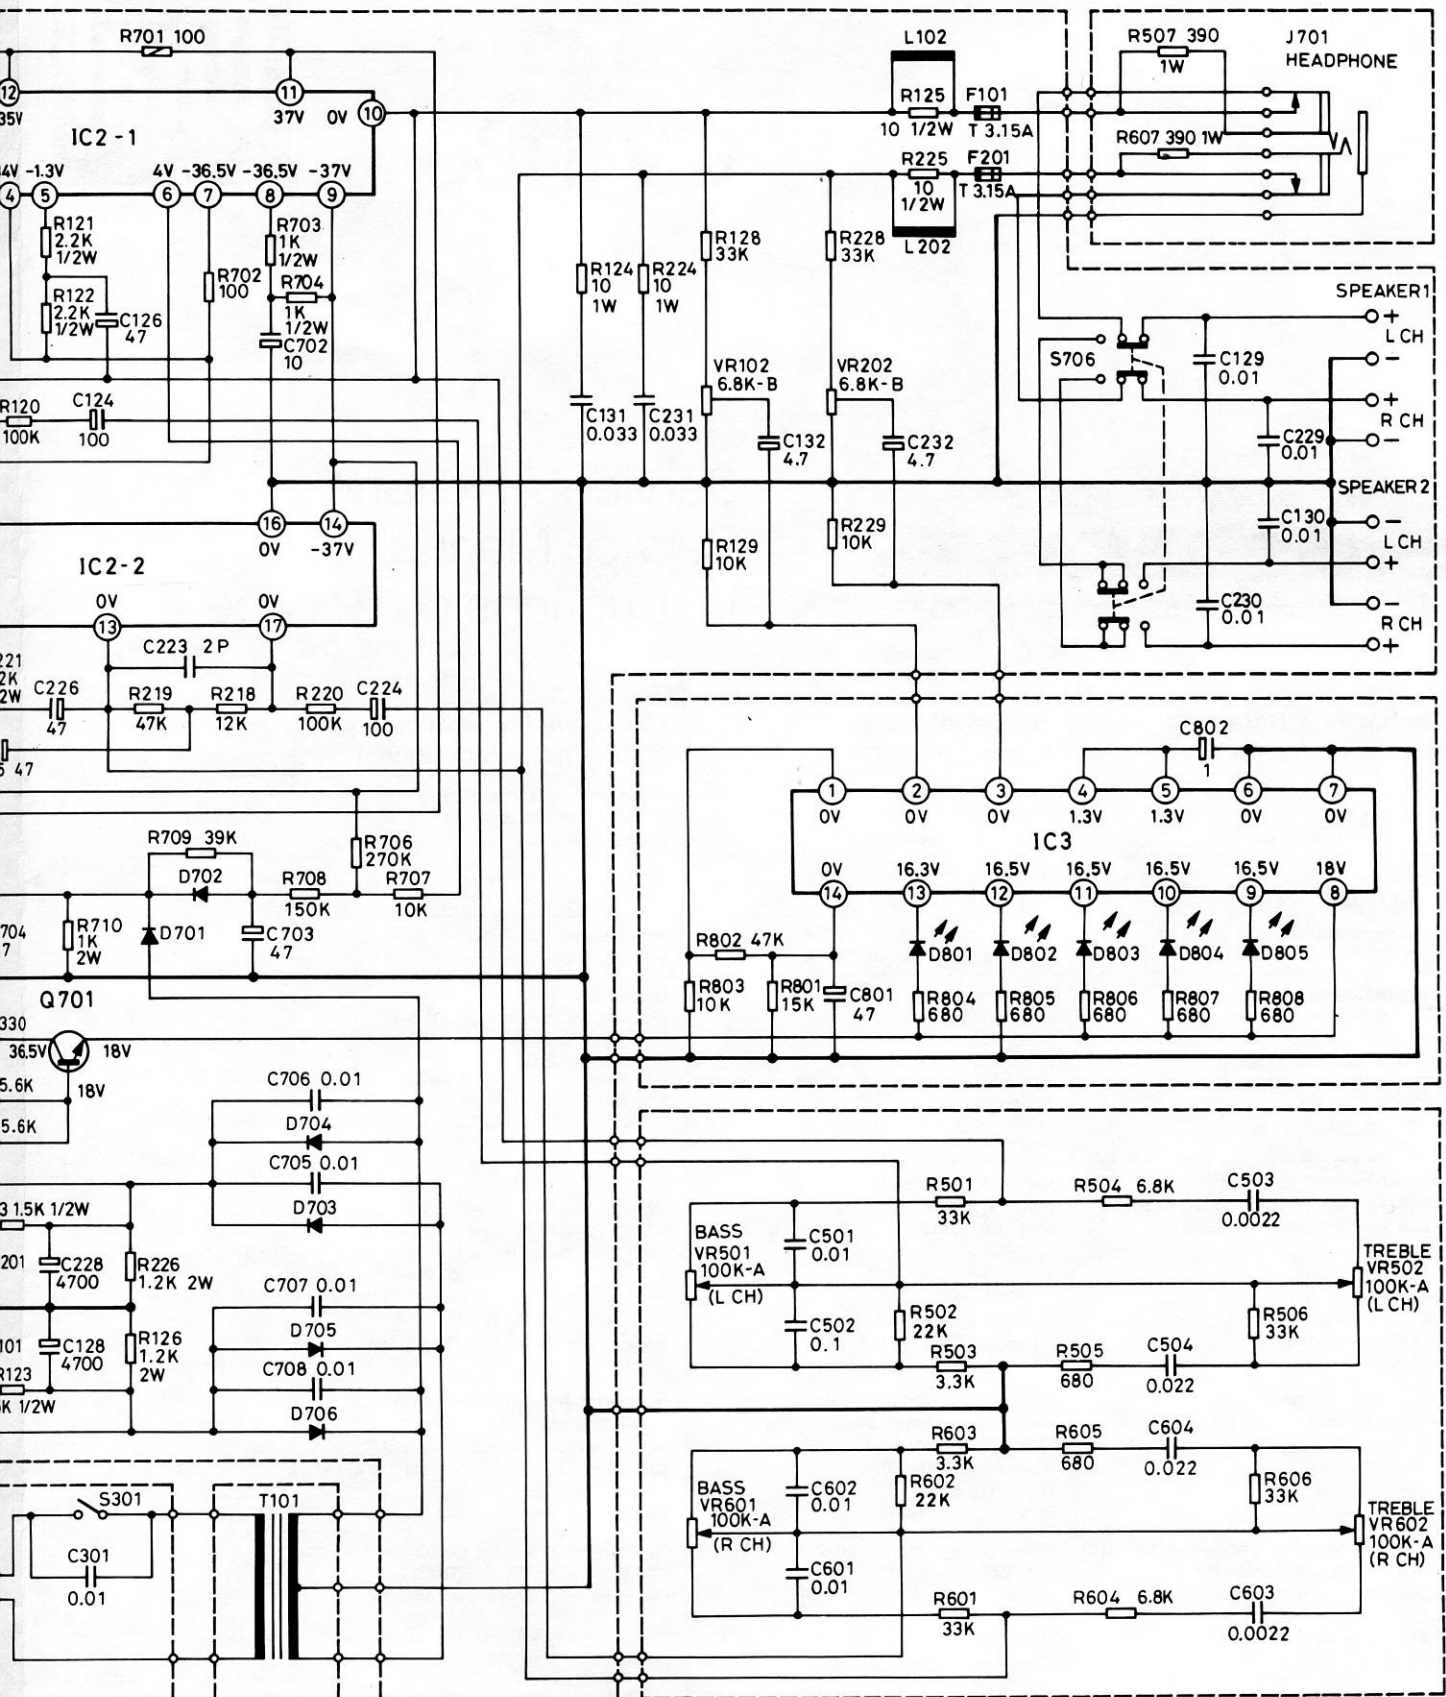 R701 100
12
35V
11
37V
0V
10
IC2-1
34V
-1.3V
4V
-36.5V
-36.5V
-37V
4
5
6
7
8
9
R121
2.2K
1/2W
R122
2.2K
1/2W
C126
47
R702
100
R703
1K
1/2W
R704
1K
1/2W
C702
10
R120
100K
C124
100
16
0V
14
-37V
IC2-2
0V
13
0V
17
C223 2P
C226
47
R219
47K
R218
12K
R220
100K
C224
100
47
R709 39K
D702
D701
R710
1K
2W
C703
47
R708
150K
R706
270K
R707
10K
Q701
330
36.5V
18V
18V
5.6K
5.6K
C706 0.01
D704
C705 0.01
D703
1.5K 1/2W
C228
4700
R226
1.2K 2W
C707 0.01
D705
C708 0.01
D706
C128
4700
R126
1.2K
2W
R123
1/2W
S301
C301
0.01
T101
L102
R125
10 1/2W
F101
T 3.15A
R225
10
1/2W
F201
T 3.15A
L202
R507 390
1W
R607 390 1W
J701
HEADPHONE
R124
10
1W
R224
10
1W
R128
33K
R228
33K
VR102
6.8K-B
VR202
6.8K-B
C131
0.033
C231
0.033
C132
4.7
C232
4.7
R129
10K
R229
10K
SPEAKER1
+
L CH
−
+
R CH
−
SPEAKER2
−
L CH
+
−
R CH
+
S706
C129
0.01
C229
0.01
C130
0.01
C230
0.01
C802
1
1
2
3
4
5
6
7
0V
0V
0V
1.3V
1.3V
0V
0V
IC3
0V
16.3V
16.5V
16.5V
16.5V
16.5V
18V
14
13
12
11
10
9
8
R802 47K
R803
10K
R801
15K
C801
47
D801
D802
D803
D804
D805
R804
680
R805
680
R806
680
R807
680
R808
680
R501
33K
R504 6.8K
C503
0.0022
BASS
VR501
100K-A
(L CH)
C501
0.01
C502
0.1
R502
22K
R503
3.3K
R505
680
C504
0.022
R506
33K
TREBLE
VR502
100K-A
(L CH)
R603
3.3K
R605
680
C604
0.022
BASS
VR601
100K-A
(R CH)
C602
0.01
C601
0.01
R602
22K
R606
33K
TREBLE
VR602
100K-A
(R CH)
R601
33K
R604 6.8K
C603
0.0022